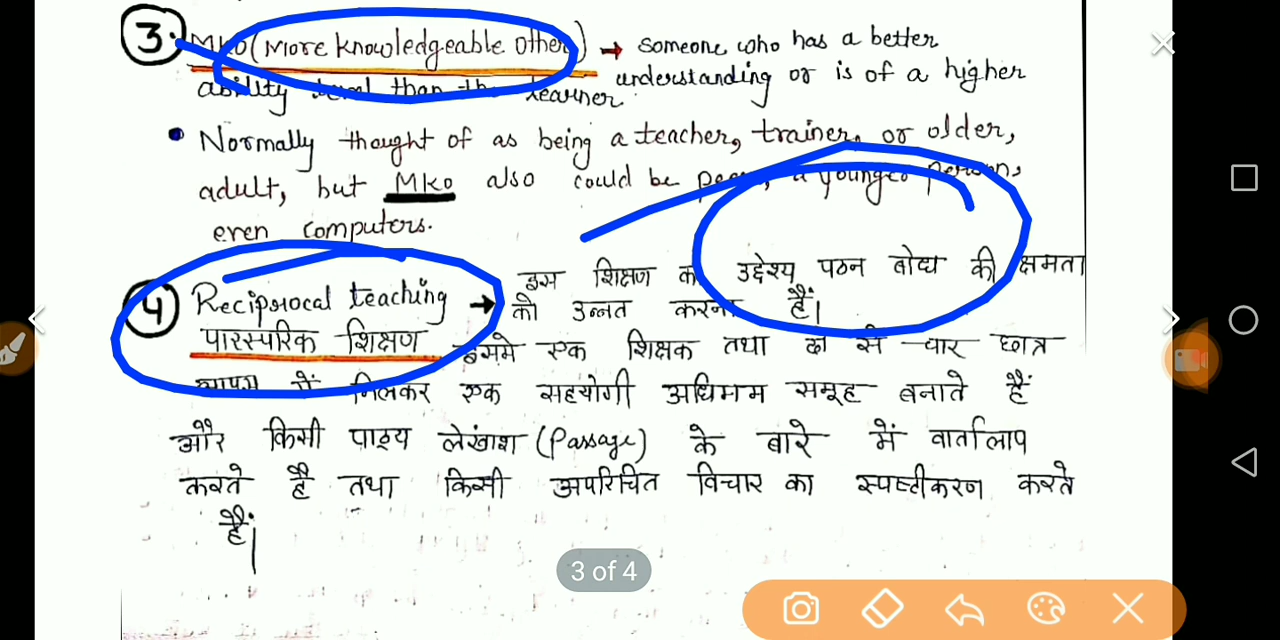 3. MKO (More Knowledgeable Other) → someone who has a better
understanding or is of a higher
ability level than the learner.
• Normally thought of as being a teacher, trainer, or older,
adult, but MKO also could be peers, a younger person,
even computers.
4 Reciprocal teaching → इस शिक्षण का उद्देश्य पठन बोध की क्षमता
को उन्नत करना हैं।
पारस्परिक शिक्षण इसमे एक शिक्षक तथा दो से चार छात्र
आपस में मिलकर एक सहयोगी अधिगम समूह बनाते हैं
और किसी पाठ्य लेखांश (Passage) के बारे में वार्तालाप
करते हैं तथा किसी अपरिचित विचार का स्पष्टीकरण करते
हैं।
3 of 4